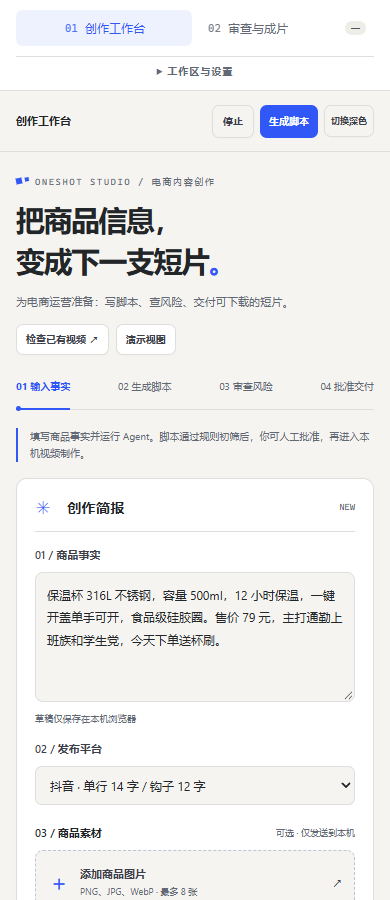 01 创作工作台
02 审查与成片
—
▶ 工作区与设置
创作工作台
停止
生成脚本
切换深色
ONESHOT STUDIO / 电商内容创作
把商品信息，
变成下一支短片。
为电商运营准备：写脚本、查风险、交付可下载的短片。
检查已有视频 ↗
演示视图
01 输入事实
02 生成脚本
03 审查风险
04 批准交付
填写商品事实并运行 Agent。脚本通过规则初筛后，你可人工批准，再进入本
机视频制作。
创作简报
NEW
01 / 商品事实
保温杯 316L 不锈钢，容量 500ml，12 小时保温，一键
开盖单手可开，食品级硅胶圈。售价 79 元，主打通勤上
班族和学生党，今天下单送杯刷。
草稿仅保存在本机浏览器
02 / 发布平台
抖音 · 单行 14 字 / 钩子 12 字
03 / 商品素材
可选 · 仅发送到本机
添加商品图片
PNG、JPG、WebP · 最多 8 张
↗